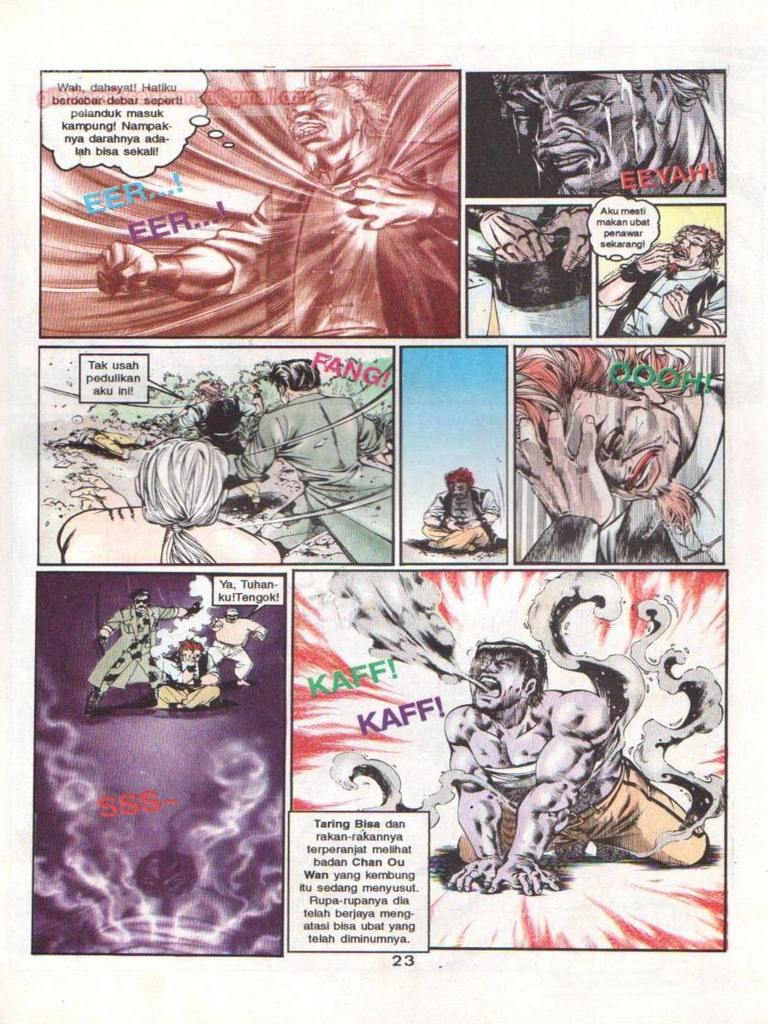 Wah, dahsyat! Hatiku
berdebar-debar seperti
pelanduk masuk
kampung! Nampak-
nya darahnya ada-
lah bisa sekali!
EER...!
EER...!
EEYAH!
Aku mesti
makan ubat
penawar
sekarang!
Tak usah
pedulikan
aku ini!
FANG!
OOOH!
Ya, Tuhan-
ku!Tengok!
SSS~
KAFF!
KAFF!
Taring Bisa dan
rakan-rakannya
terperanjat melihat
badan Chan Ou
Wan yang kembung
itu sedang menyusut.
Rupa-rupanya dia
telah berjaya meng-
atasi bisa ubat yang
telah diminumnya.
23